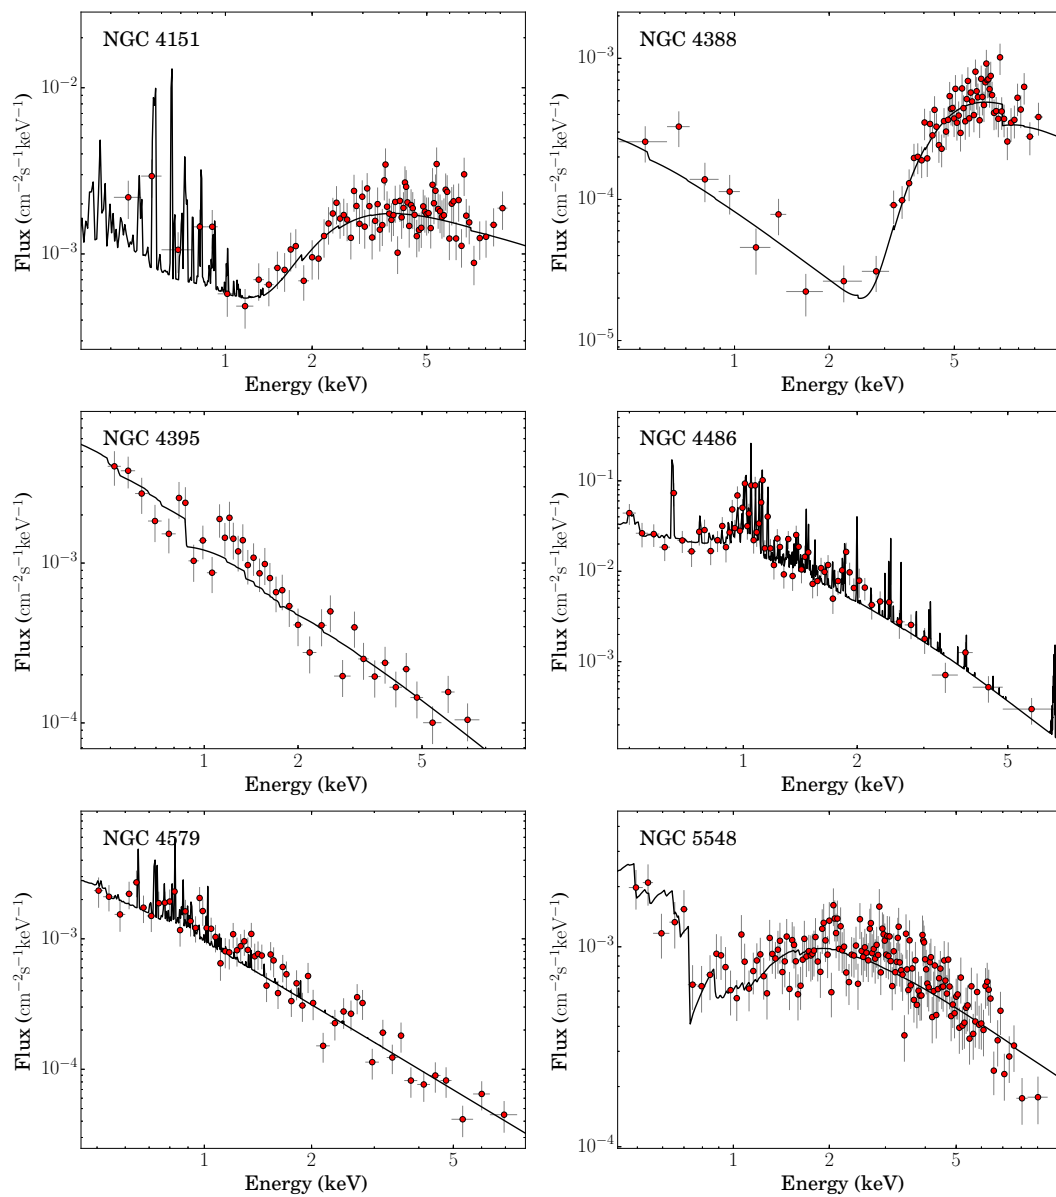 NGC 4151
10⁻²
10⁻³
Flux (cm⁻²s⁻¹keV⁻¹)
1 2 5
Energy (keV)
NGC 4388
10⁻³
10⁻⁴
10⁻⁵
Flux (cm⁻²s⁻¹keV⁻¹)
1 2 5
Energy (keV)
NGC 4395
10⁻³
10⁻⁴
Flux (cm⁻²s⁻¹keV⁻¹)
1 2 5
Energy (keV)
NGC 4486
10⁻¹
10⁻²
10⁻³
Flux (cm⁻²s⁻¹keV⁻¹)
1 2 5
Energy (keV)
NGC 4579
10⁻³
10⁻⁴
Flux (cm⁻²s⁻¹keV⁻¹)
1 2 5
Energy (keV)
NGC 5548
10⁻³
10⁻⁴
Flux (cm⁻²s⁻¹keV⁻¹)
1 2 5
Energy (keV)